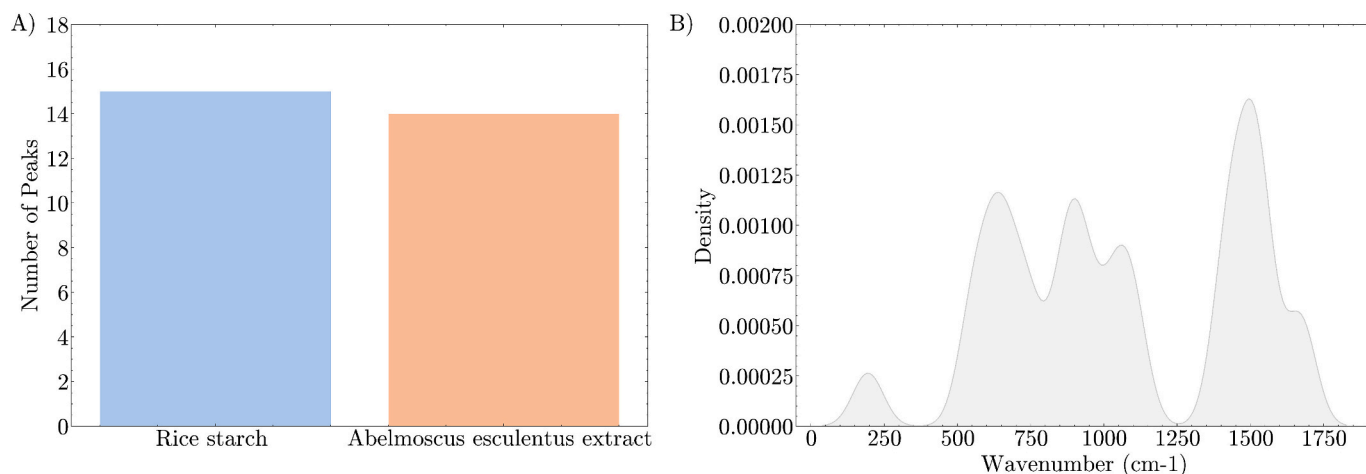 A)
18
16
14
12
10
8
6
4
2
0
Number of Peaks
Rice starch
Abelmoscus esculentus extract
B)
0.00200
0.00175
0.00150
0.00125
0.00100
0.00075
0.00050
0.00025
0.00000
Density
0 250 500 750 1000 1250 1500 1750
Wavenumber (cm-1)